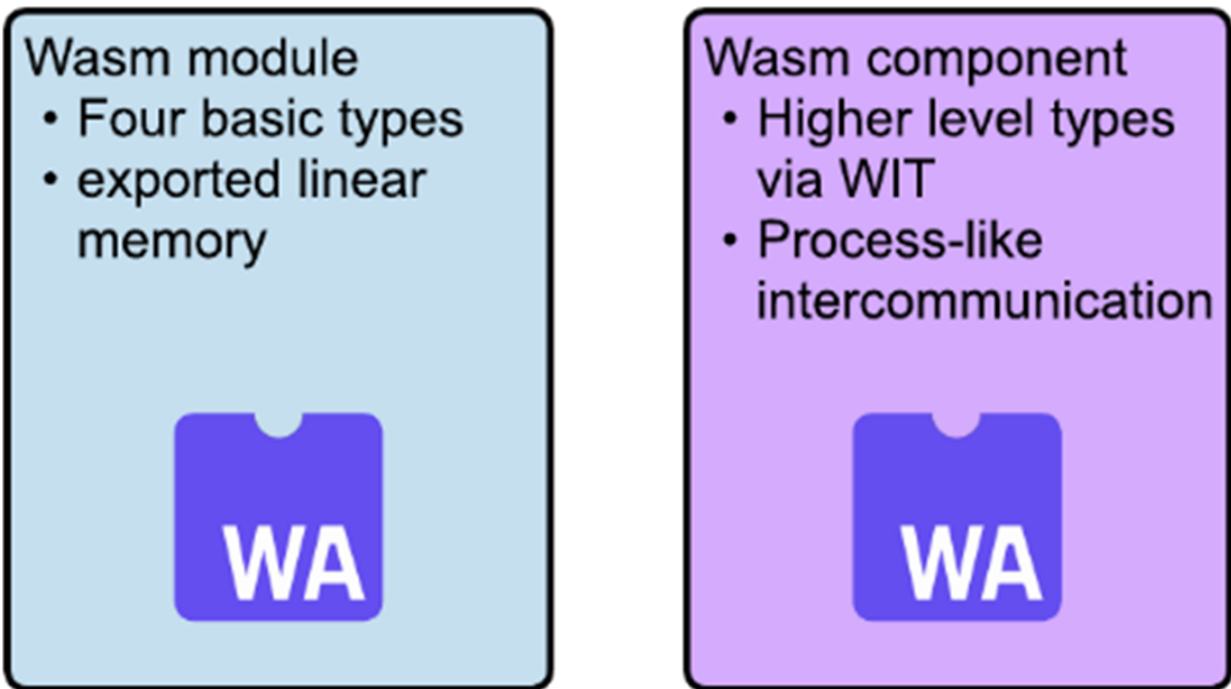 Wasm module
• Four basic types
• exported linear
memory
WA
Wasm component
• Higher level types
via WIT
• Process-like
intercommunication
WA